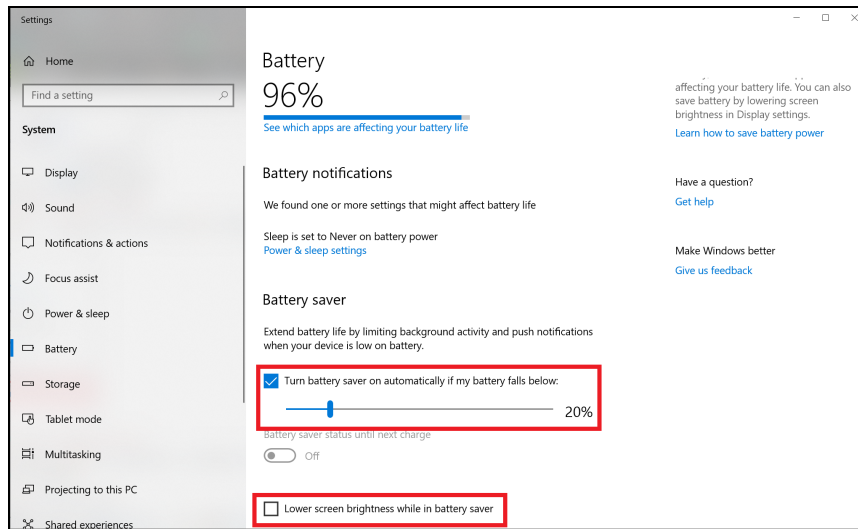 Settings
Home
Find a setting
System
Display
Sound
Notifications & actions
Focus assist
Power & sleep
Battery
Storage
Tablet mode
Multitasking
Projecting to this PC
Shared experiences
Battery
96%
See which apps are affecting your battery life
Battery notifications
We found one or more settings that might affect battery life
Sleep is set to Never on battery power
Power & sleep settings
Battery saver
Extend battery life by limiting background activity and push notifications
when your device is low on battery.
Turn battery saver on automatically if my battery falls below:
20%
Battery saver status until next charge
Off
Lower screen brightness while in battery saver
affecting your battery life. You can also
save battery by lowering screen
brightness in Display settings.
Learn how to save battery power
Have a question?
Get help
Make Windows better
Give us feedback